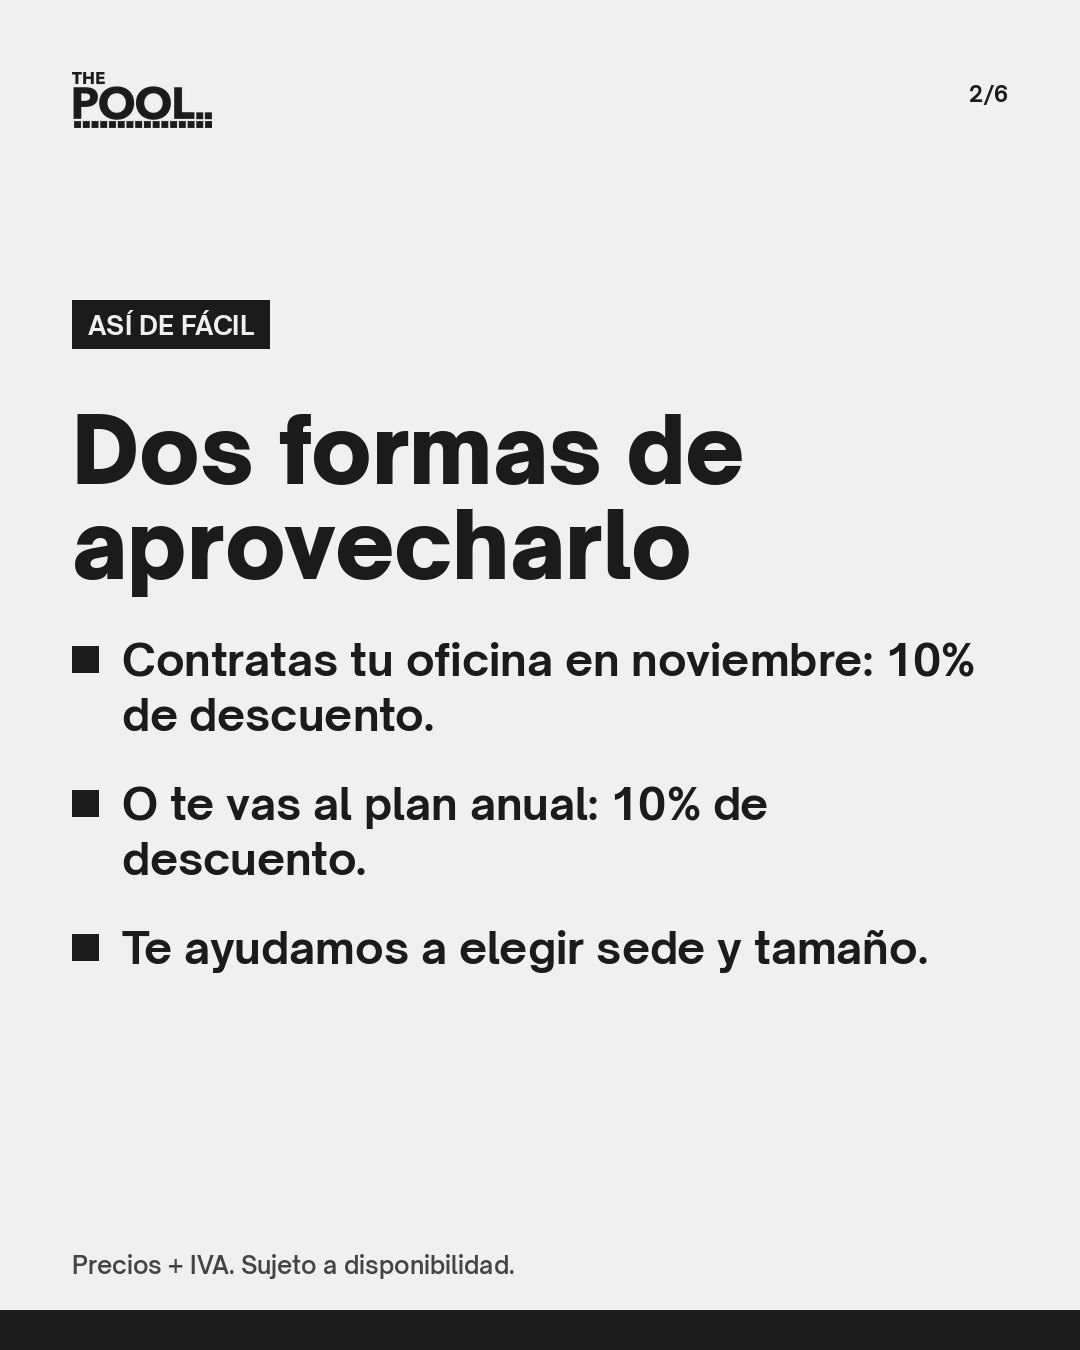 THE
POOL..
2/6
ASÍ DE FÁCIL
Dos formas de
aprovecharlo
Contratas tu oficina en noviembre: 10%
de descuento.
O te vas al plan anual: 10% de
descuento.
Te ayudamos a elegir sede y tamaño.
Precios + IVA. Sujeto a disponibilidad.